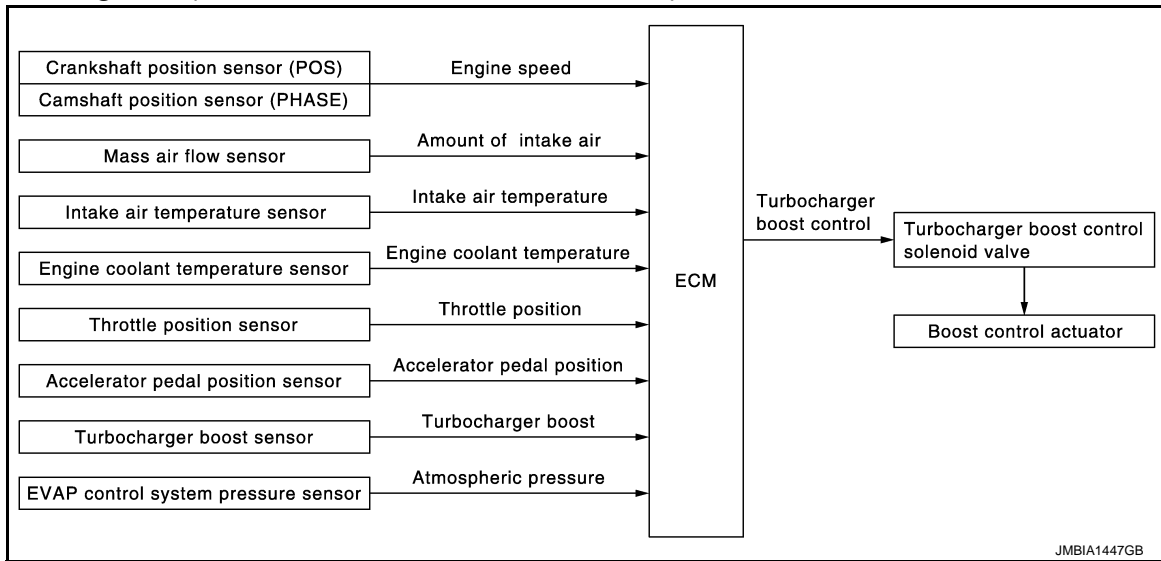 Crankshaft position sensor (POS)
Engine speed
Camshaft position sensor (PHASE)
Mass air flow sensor
Amount of intake air
Intake air temperature sensor
Intake air temperature
Engine coolant temperature sensor
Engine coolant temperature
Throttle position sensor
Throttle position
Accelerator pedal position sensor
Accelerator pedal position
Turbocharger boost sensor
Turbocharger boost
EVAP control system pressure sensor
Atmospheric pressure
ECM
Turbocharger
boost control
Turbocharger boost control
solenoid valve
Boost control actuator
JMBIA1447GB